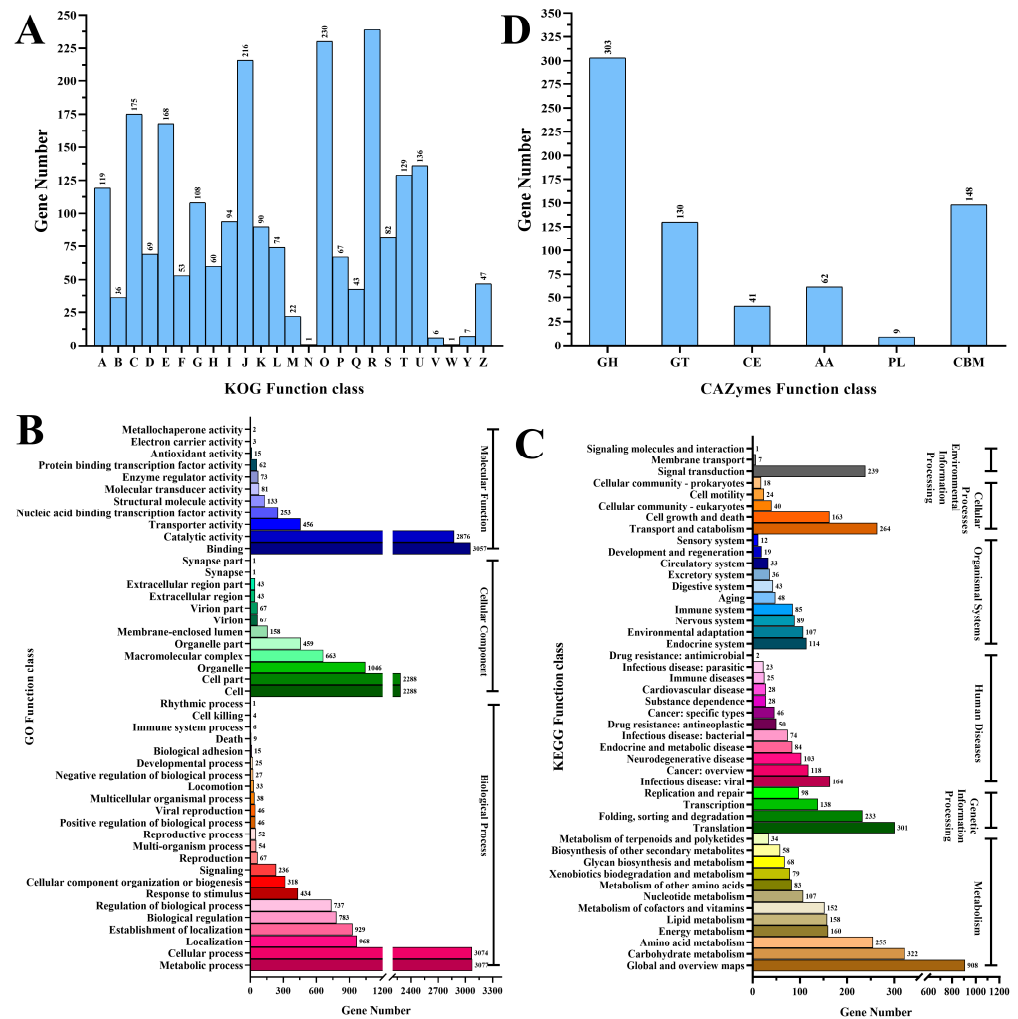 A
Gene Number
250
225
200
175
150
125
100
75
50
25
0
119
36
175
69
168
53
108
60
94
216
90
74
22
1
230
67
43
82
129
136
6
1
7
47
A B C D E F G H I J K L M N O P Q R S T U V W Y Z
KOG Function class
D
Gene Number
350
325
300
275
250
225
200
175
150
125
100
75
50
25
0
303
130
41
62
9
148
GH GT CE AA PL CBM
CAZymes Function class
B
GO Function class
Metallochaperone activity 2
Electron carrier activity 3
Antioxidant activity 15
Protein binding transcription factor activity 62
Enzyme regulator activity 73
Molecular transducer activity 81
Structural molecule activity 133
Nucleic acid binding transcription factor activity 253
Transporter activity 456
Catalytic activity 2876
Binding 3057
Molecular Function
Synapse part 1
Synapse 1
Extracellular region part 43
Extracellular region 43
Virion part 67
Virion 67
Membrane-enclosed lumen 158
Organelle part 459
Macromolecular complex 663
Organelle 1046
Cell part 2288
Cell 2288
Cellular Component
Rhythmic process 1
Cell killing 4
Immune system process
Death 9
Biological adhesion 15
Developmental process 25
Negative regulation of biological process 27
Locomotion 33
Multicellular organismal process 38
Viral reproduction 46
Positive regulation of biological process 46
Reproductive process 52
Multi-organism process 54
Reproduction 67
Signaling 236
Cellular component organization or biogenesis 318
Response to stimulus 434
Regulation of biological process 737
Biological regulation 783
Establishment of localization 929
Localization 968
Cellular process 3074
Metabolic process 3077
Biological Process
0 300 600 900 1200 2400 2700 3000 3300
Gene Number
C
KEGG Function class
Signaling molecules and interaction 1
Membrane transport 7
Signal transduction 239
Environmental
Information
Processing
Cellular community - prokaryotes 18
Cell motility 24
Cellular community - eukaryotes 40
Cell growth and death 163
Transport and catabolism 264
Cellular
Processes
Sensory system 12
Development and regeneration 19
Circulatory system 33
Excretory system 36
Digestive system 43
Aging 48
Immune system 85
Nervous system 89
Environmental adaptation 107
Endocrine system 114
Organismal Systems
Drug resistance: antimicrobial 2
Infectious disease: parasitic 23
Immune diseases 25
Cardiovascular disease 28
Substance dependence 28
Cancer: specific types 46
Drug resistance: antineoplastic 50
Infectious disease: bacterial 74
Endocrine and metabolic disease 84
Neurodegenerative disease 103
Cancer: overview 118
Infectious disease: viral 164
Human Diseases
Replication and repair 98
Transcription 138
Folding, sorting and degradation 233
Translation 301
Genetic
Information
Processing
Metabolism of terpenoids and polyketides 34
Biosynthesis of other secondary metabolites 58
Glycan biosynthesis and metabolism 68
Xenobiotics biodegradation and metabolism 79
Metabolism of other amino acids 83
Nucleotide metabolism 107
Metabolism of cofactors and vitamins 152
Lipid metabolism 158
Energy metabolism 160
Amino acid metabolism 255
Carbohydrate metabolism 322
Global and overview maps 908
Metabolism
0 100 200 300 600 800 1000 1200
Gene Number